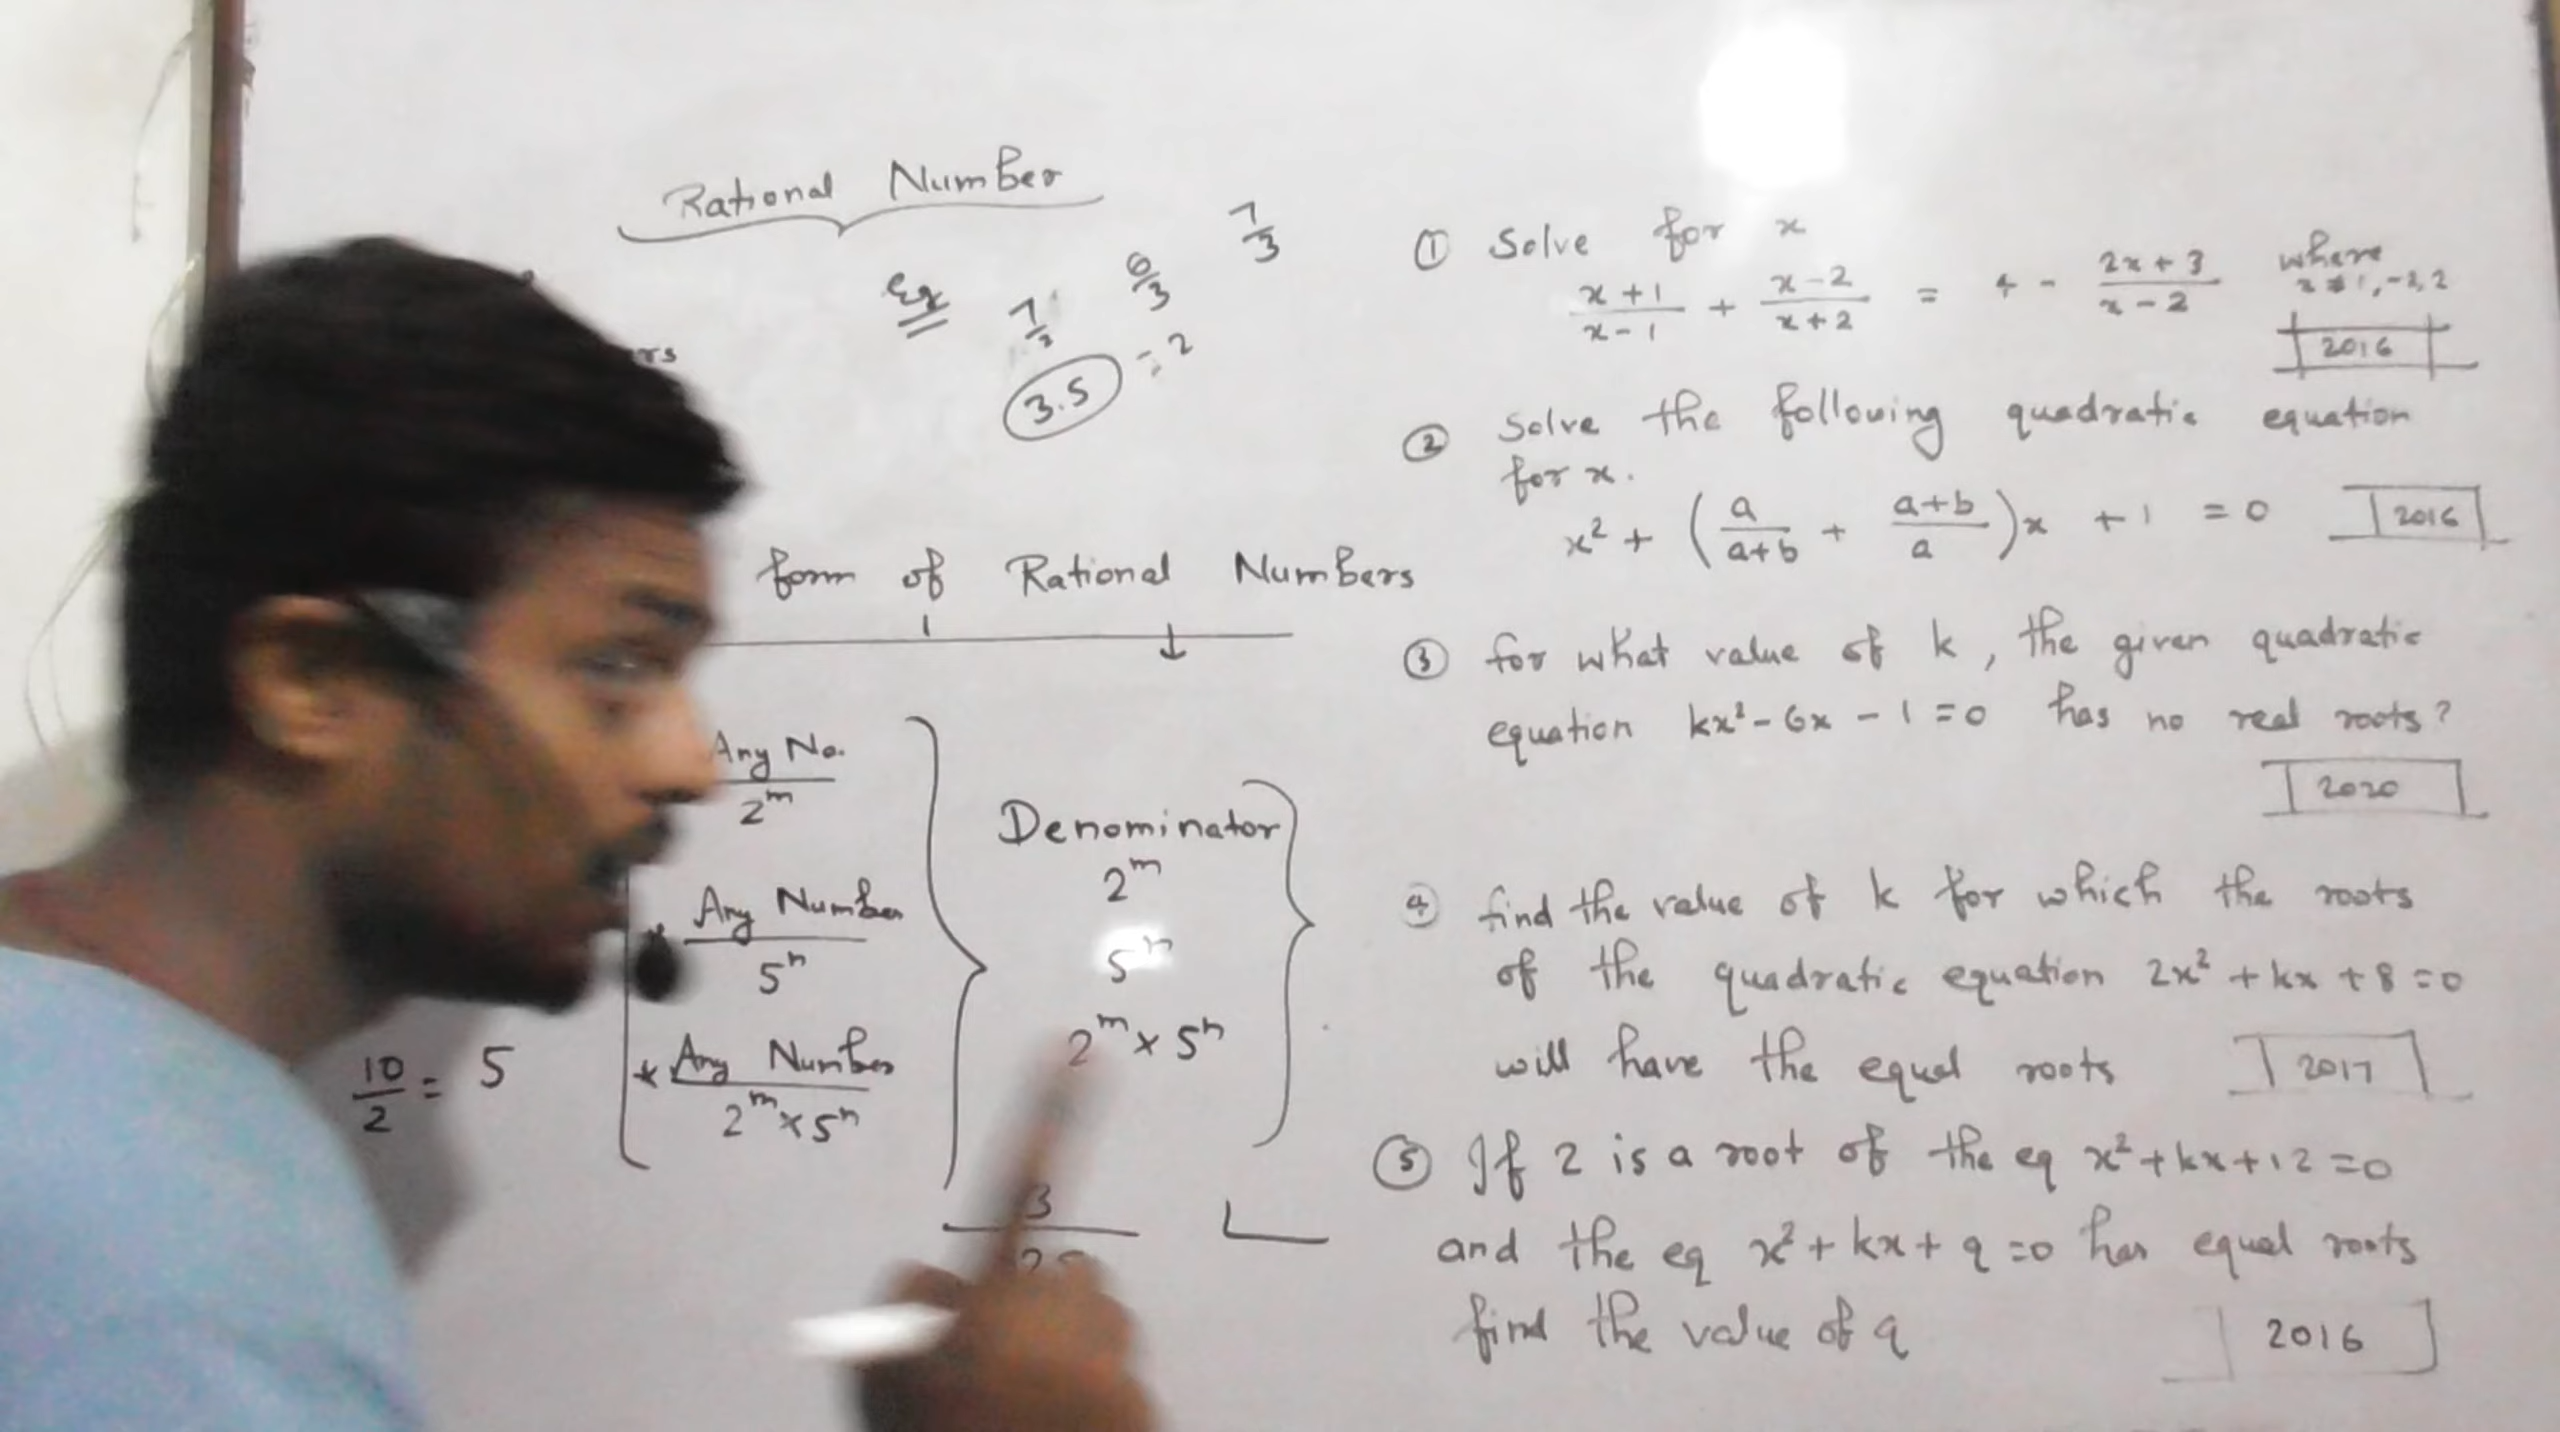 Rational Number
Ex 7/3 6/3 7/3
3.5 = 2
rs
form of Rational Numbers
Any No.
2^m
Any Number
5^n
* Any Number
2^m × 5^n
10/2 = 5
Denominator
2^m
5^n
2^m × 5^n
3
① Solve for x
(x+1)/(x-1) + (x-2)/(x+2) = 4 - (2x+3)/(x-2) where
x ≠ 1, -2, 2
2016
② Solve the following quadratic equation
for x.
x² + (a/(a+b) + (a+b)/a)x + 1 = 0 2016
③ for what value of k, the given quadratic
equation kx² - 6x - 1 = 0 has no real roots?
2020
④ find the value of k for which the roots
of the quadratic equation 2x² + kx + 8 = 0
will have the equal roots 2017
⑤ If 2 is a root of the eq x² + kx + 12 = 0
and the eq x² + kx + q = 0 has equal roots
find the value of q 2016